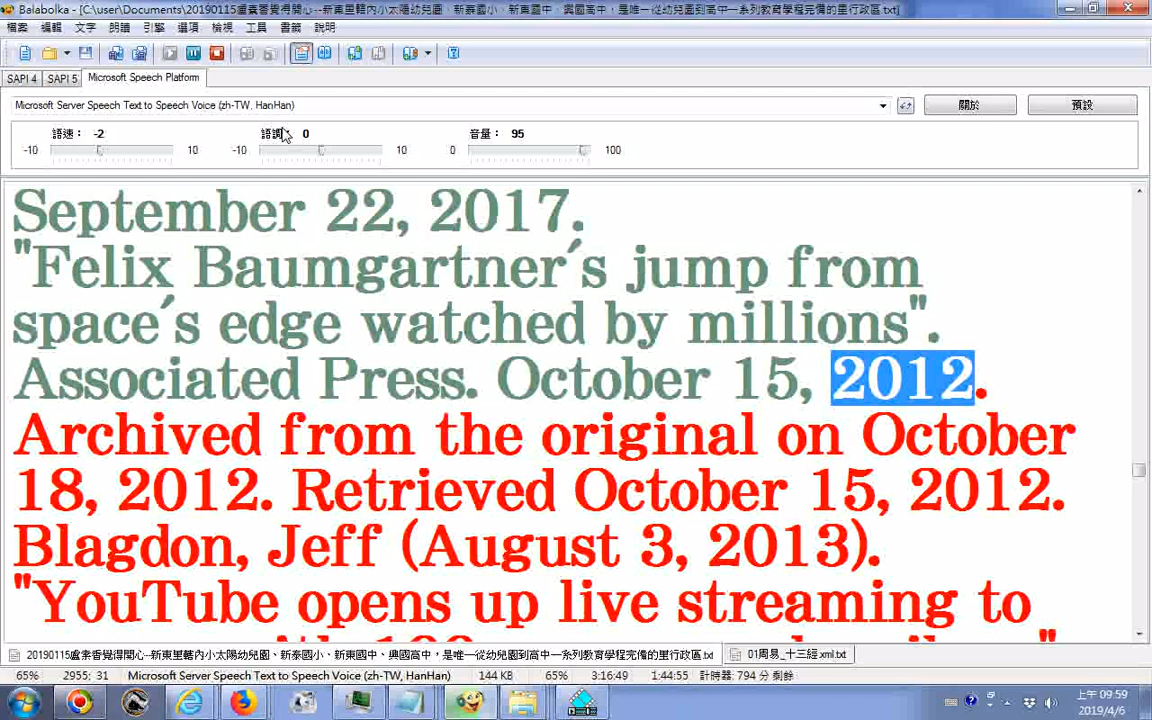 Balabolka - [C:\user\Documents\20190115盧素香覺得開心--新東里轄內小太陽幼兒園、新泰國小、新東國中、興國高中，是唯一從幼兒園到高中一系列教育學程完備的里行政區.txt]
檔案 編輯 文字 朗讀 引擎 選項 檢視 工具 書籤 說明
SAPI 4 SAPI 5 Microsoft Speech Platform
Microsoft Server Speech Text to Speech Voice (zh-TW, HanHan)
關於 預設
語速： -2 語調： 0 音量： 95
-10 10 -10 10 0 100
September 22, 2017.
"Felix Baumgartner´s jump from
space´s edge watched by millions".
Associated Press. October 15, 2012.
Archived from the original on October
18, 2012. Retrieved October 15, 2012.
Blagdon, Jeff (August 3, 2013).
"YouTube opens up live streaming to
20190115盧素香覺得開心--新東里轄內小太陽幼兒園、新泰國小、新東國中、興國高中，是唯一從幼兒園到高中一系列教育學程完備的里行政區.txt 01周易_十三經.txt
65% 2955: 31 Microsoft Server Speech Text to Speech Voice (zh-TW, HanHan) 144 KB 65% 3:16:49 1:44:55 計時器: 794 分 剩餘
上午 09:59
2019/4/6